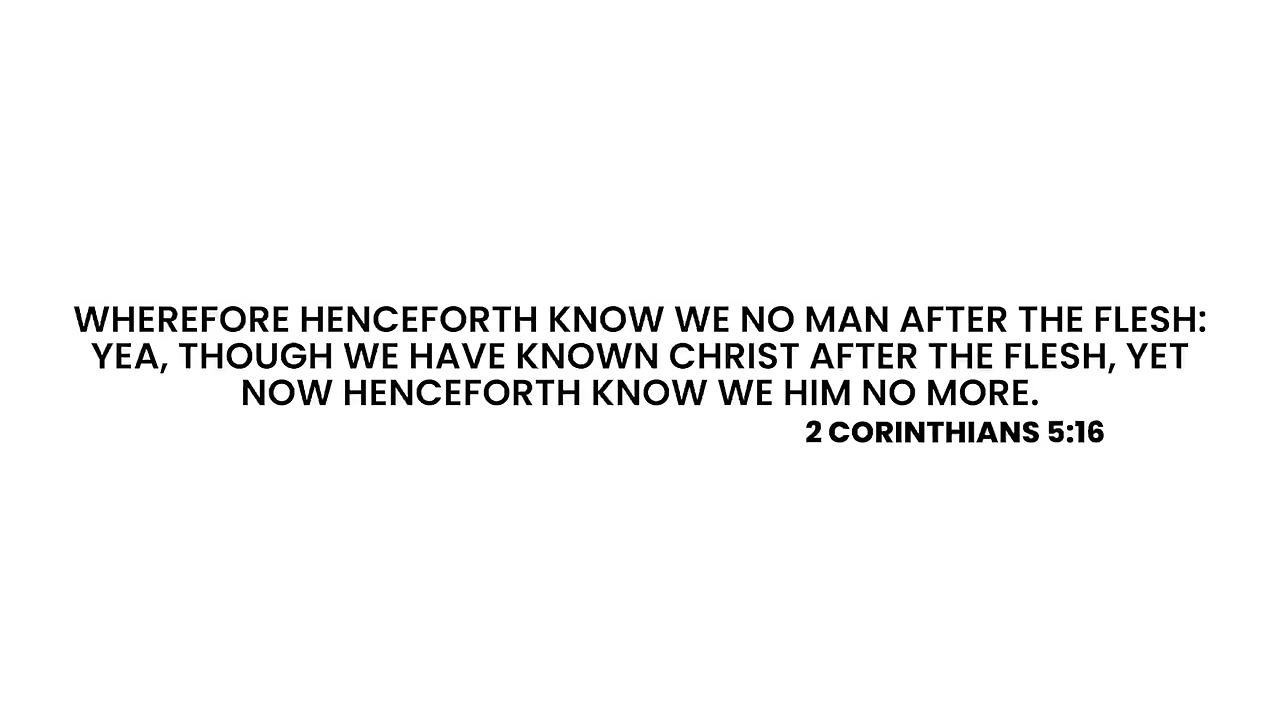 WHEREFORE HENCEFORTH KNOW WE NO MAN AFTER THE FLESH:
YEA, THOUGH WE HAVE KNOWN CHRIST AFTER THE FLESH, YET
NOW HENCEFORTH KNOW WE HIM NO MORE.
2 CORINTHIANS 5:16